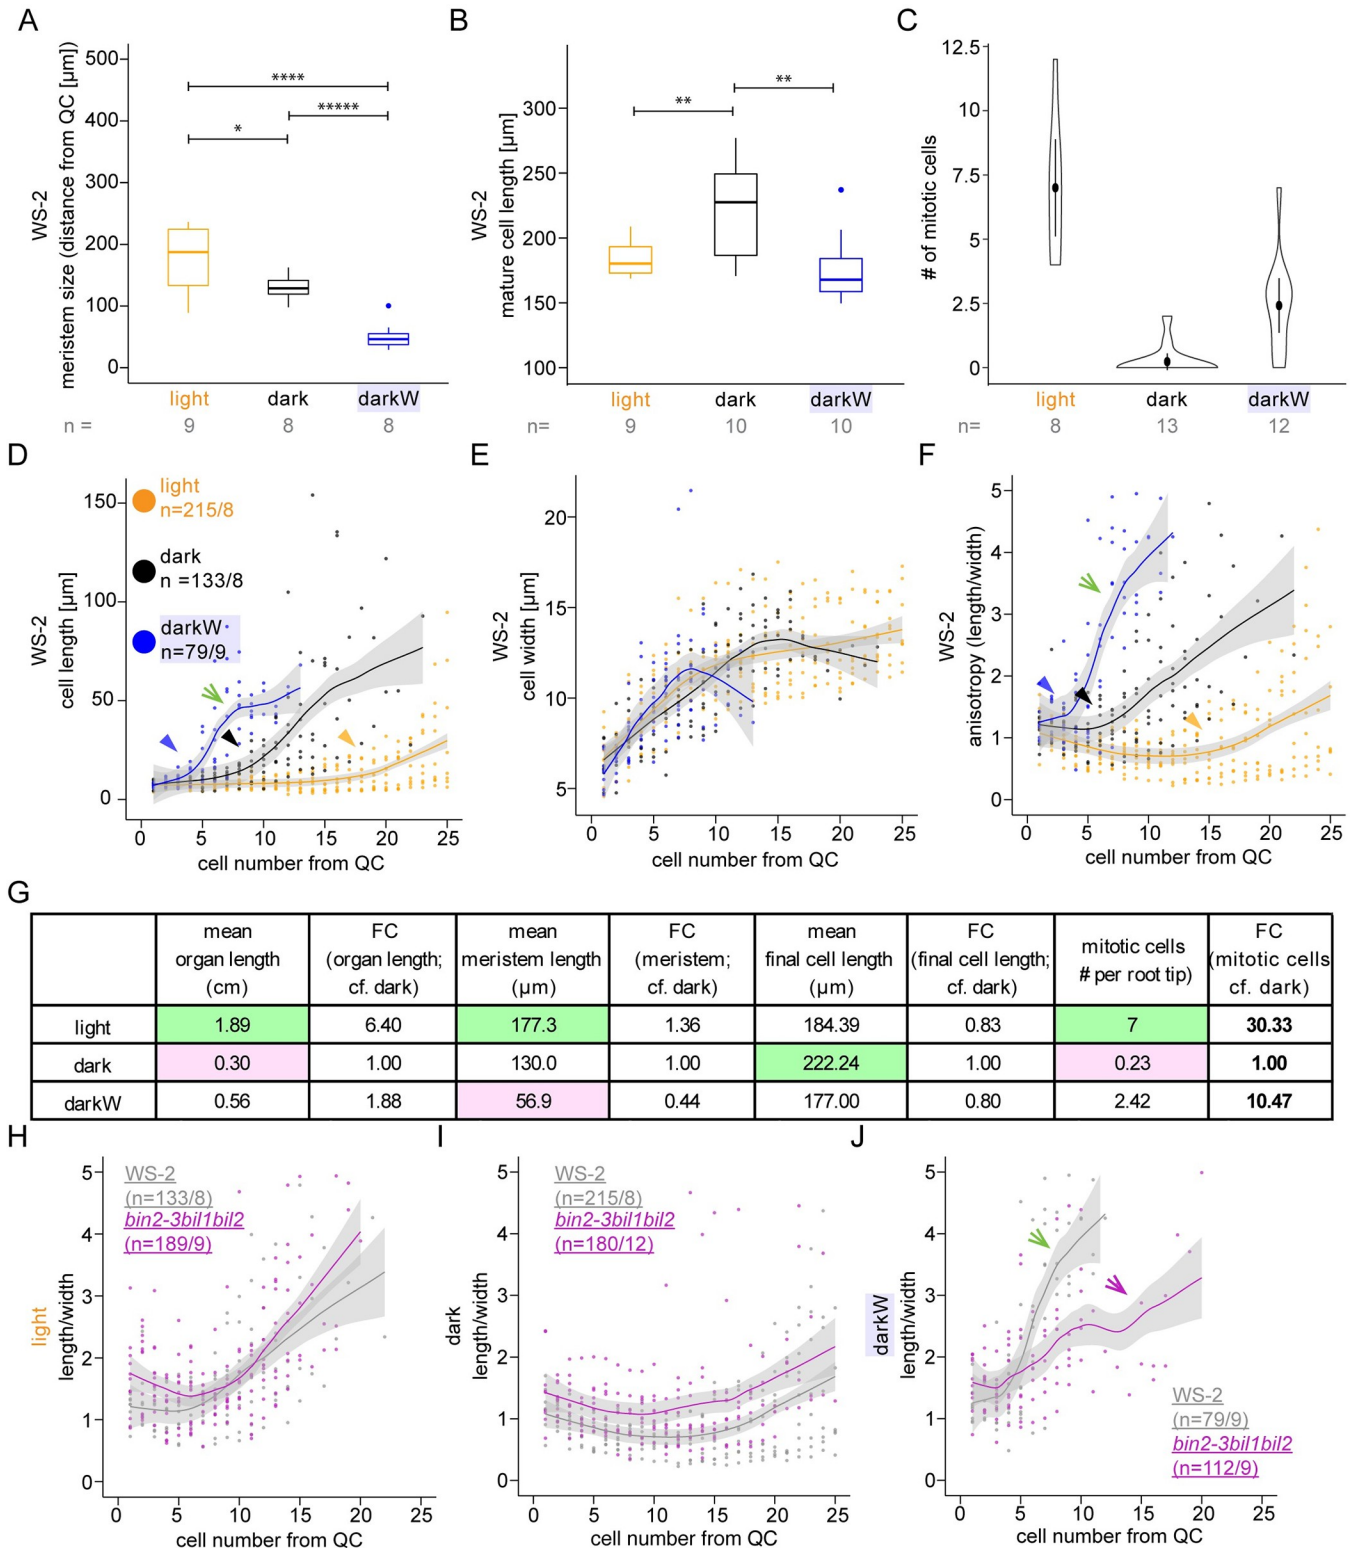 A
WS-2
meristem size (distance from QC [µm])
500
400
300
200
100
0
****
*****
*
light
dark
darkW
n =
9
8
8
B
WS-2
mature cell length [µm]
300
250
200
150
100
**
**
light
dark
darkW
n=
9
10
10
C
# of mitotic cells
12.5
10
7.5
5
2.5
0
light
dark
darkW
n=
8
13
12
D
WS-2
cell length [µm]
150
100
50
0
light
n=215/8
dark
n =133/8
darkW
n=79/9
0
5
10
15
20
25
cell number from QC
E
WS-2
cell width [µm]
20
15
10
5
0
5
10
15
20
25
cell number from QC
F
WS-2
anisotropy (length/width)
5
4
3
2
1
0
0
5
10
15
20
25
cell number from QC
G
mean
organ length
(cm)
FC
(organ length;
cf. dark)
mean
meristem length
(µm)
FC
(meristem;
cf. dark)
mean
final cell length
(µm)
FC
(final cell length;
cf. dark)
mitotic cells
# per root tip)
FC
(mitotic cells
cf. dark)
light 1.89 6.40 177.3 1.36 184.39 0.83 7 30.33
dark 0.30 1.00 130.0 1.00 222.24 1.00 0.23 1.00
darkW 0.56 1.88 56.9 0.44 177.00 0.80 2.42 10.47
H
light
length/width
5
4
3
2
1
0
WS-2
(n=133/8)
bin2-3bil1bil2
(n=189/9)
0
5
10
15
20
25
cell number from QC
I
dark
length/width
5
4
3
2
1
0
WS-2
(n=215/8)
bin2-3bil1bil2
(n=180/12)
0
5
10
15
20
25
cell number from QC
J
darkW
length/width
5
4
3
2
1
0
WS-2
(n=79/9)
bin2-3bil1bil2
(n=112/9)
0
5
10
15
20
25
cell number from QC